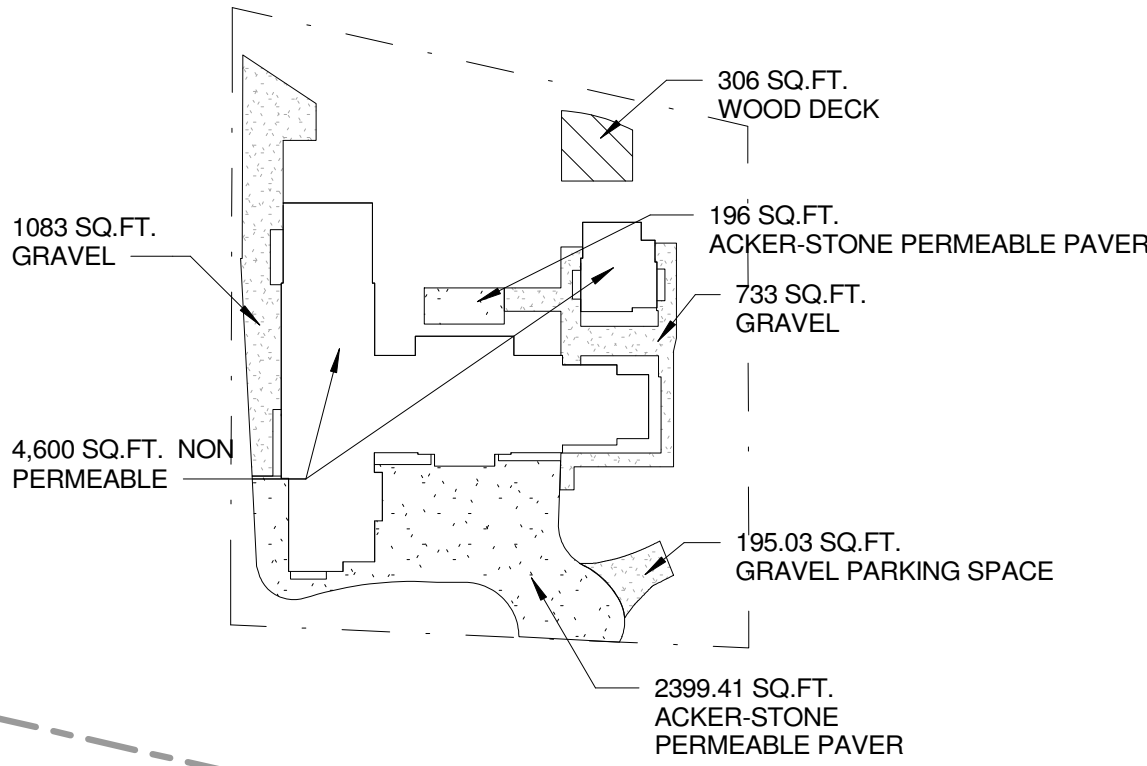 306 SQ.FT.
WOOD DECK
1083 SQ.FT.
GRAVEL
196 SQ.FT.
ACKER-STONE PERMEABLE PAVER
733 SQ.FT.
GRAVEL
4,600 SQ.FT. NON
PERMEABLE
195.03 SQ.FT.
GRAVEL PARKING SPACE
2399.41 SQ.FT.
ACKER-STONE
PERMEABLE PAVER